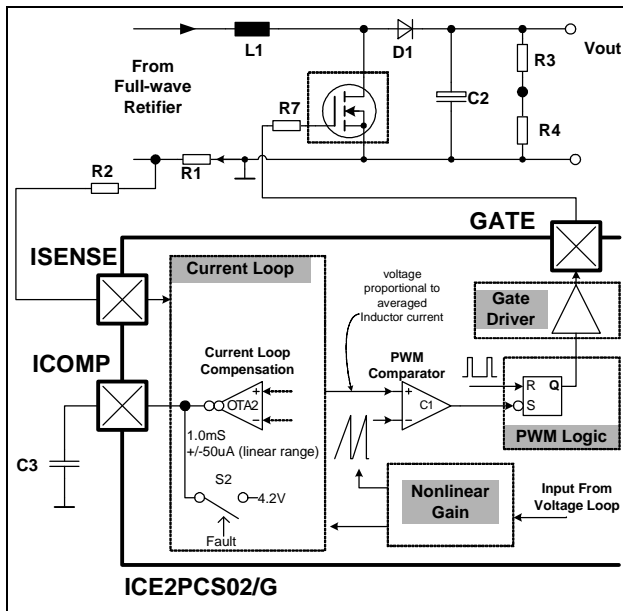 L1
D1
Vout
From
Full-wave
Retifier
R3
C2
R7
R4
R2
R1
GATE
ISENSE
Current Loop
voltage
proportional to
averaged
Inductor current
Gate
Driver
ICOMP
Current Loop
Compensation
PWM
Comparator
+
OTA2
-
+
C1
-
R
Q
S
PWM Logic
C3
1.0mS
+/-50uA (linear range)
S2
4.2V
Fault
Nonlinear
Gain
Input From
Voltage Loop
ICE2PCS02/G